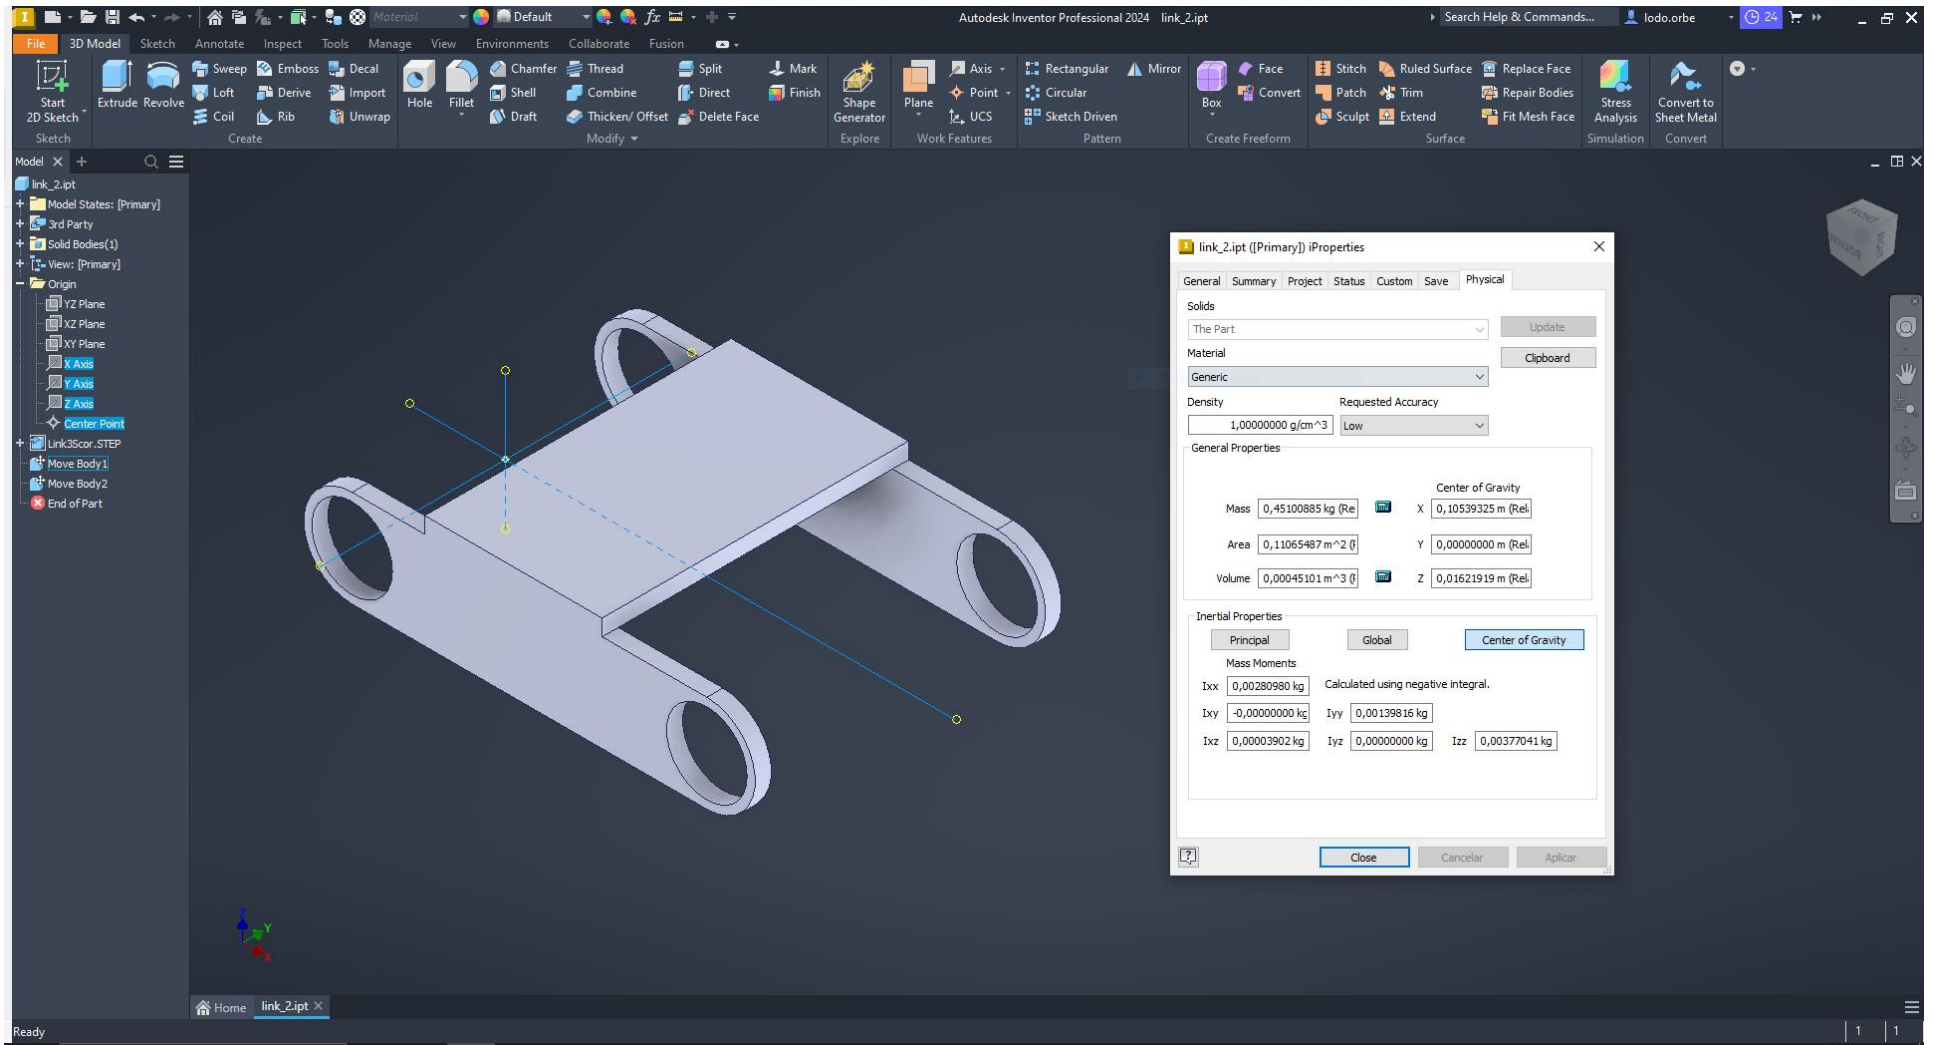 Material
Default
Autodesk Inventor Professional 2024 link_2.ipt
Search Help & Commands...
lodo.orbe
24
File 3D Model Sketch Annotate Inspect Tools Manage View Environments Collaborate Fusion
Start 2D Sketch
Extrude
Revolve
Sweep Emboss Decal
Loft Derive Import
Coil Rib Unwrap
Hole
Fillet
Chamfer Thread Split
Shell Combine Direct
Draft Thicken/ Offset Delete Face
Mark
Finish
Shape Generator
Plane
Axis
Point
UCS
Rectangular Mirror
Circular
Sketch Driven
Box
Face
Convert
Stitch Ruled Surface Replace Face
Patch Trim Repair Bodies
Sculpt Extend Fit Mesh Face
Stress Analysis
Convert to Sheet Metal
Sketch Create Modify Explore Work Features Pattern Create Freeform Surface Simulation Convert
Model
link_2.ipt
Model States: [Primary]
3rd Party
Solid Bodies(1)
View: [Primary]
Origin
YZ Plane
XZ Plane
XY Plane
X Axis
Y Axis
Z Axis
Center Point
Link3Scor.STEP
Move Body1
Move Body2
End of Part
FRONT
BOTTOM
link_2.ipt ([Primary]) iProperties
General Summary Project Status Custom Save Physical
Solids
The Part
Update
Material
Clipboard
Generic
Density
Requested Accuracy
1,00000000 g/cm^3
Low
General Properties
Center of Gravity
Mass 0,45100885 kg (Re X 0,10539325 m (Rel
Area 0,11065487 m^2 (F Y 0,00000000 m (Rel
Volume 0,00045101 m^3 (F Z 0,01621919 m (Rel
Inertial Properties
Principal Global Center of Gravity
Mass Moments
Ixx 0,00280980 kg Calculated using negative integral.
Ixy -0,00000000 kg Iyy 0,00139816 kg
Ixz 0,00003902 kg Iyz 0,00000000 kg Izz 0,00377041 kg
Close Cancelar Aplicar
Z
Y
X
Home link_2.ipt
Ready
1 1